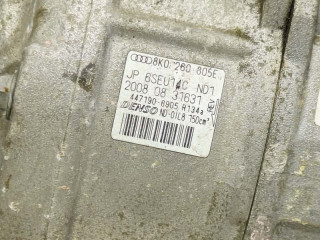 8K0 260 805E
JP 6SEU14C ND1
2008 08 31637
447190-6905 R134a
DENSO ND-OIL8 150cm³